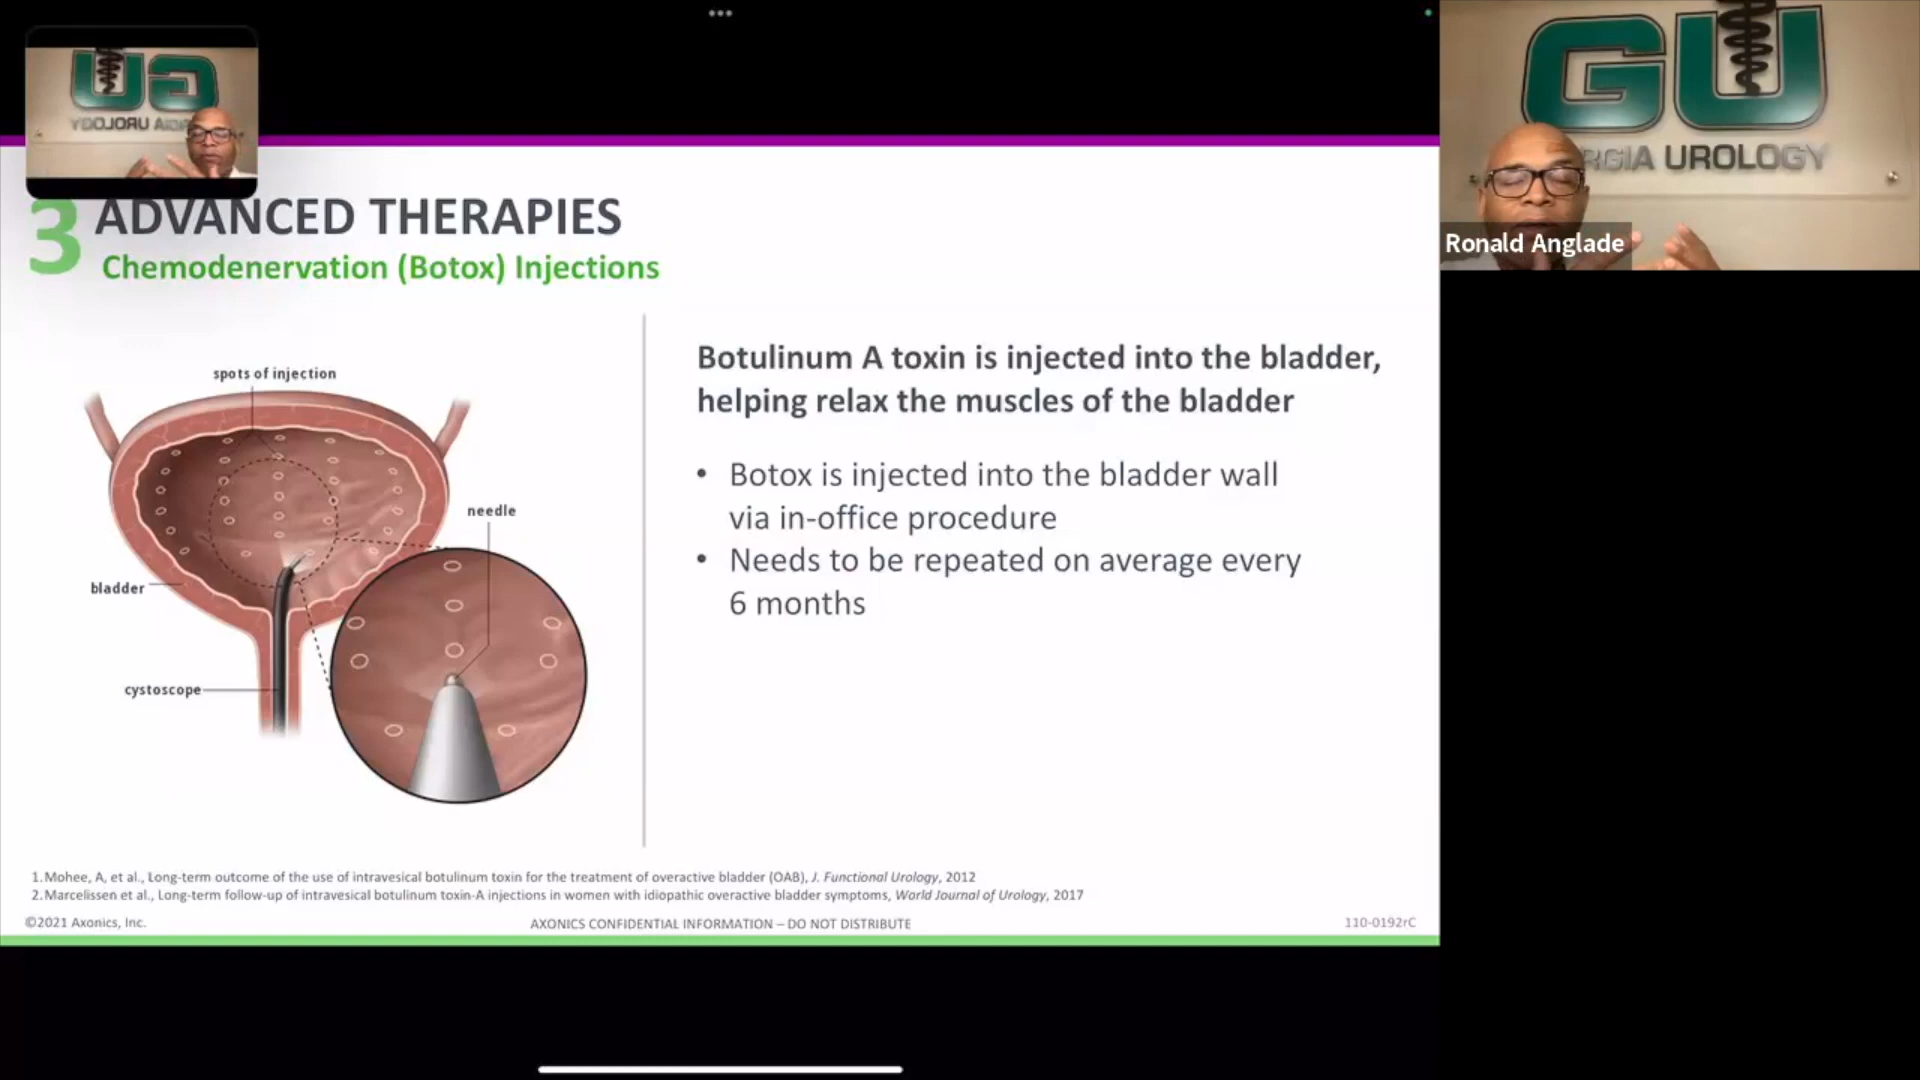 GU
RGIA UROLOGY
Ronald Anglade
3 ADVANCED THERAPIES
Chemodenervation (Botox) Injections
spots of injection
needle
bladder
cystoscope
Botulinum A toxin is injected into the bladder,
helping relax the muscles of the bladder
• Botox is injected into the bladder wall
via in-office procedure
• Needs to be repeated on average every
6 months
1. Mohee, A, et al., Long-term outcome of the use of intravesical botulinum toxin for the treatment of overactive bladder (OAB), J. Functional Urology, 2012
2. Marcelissen et al., Long-term follow-up of intravesical botulinum toxin-A injections in women with idiopathic overactive bladder symptoms, World Journal of Urology, 2017
©2021 Axonics, Inc.
AXONICS CONFIDENTIAL INFORMATION – DO NOT DISTRIBUTE
110-0192rC